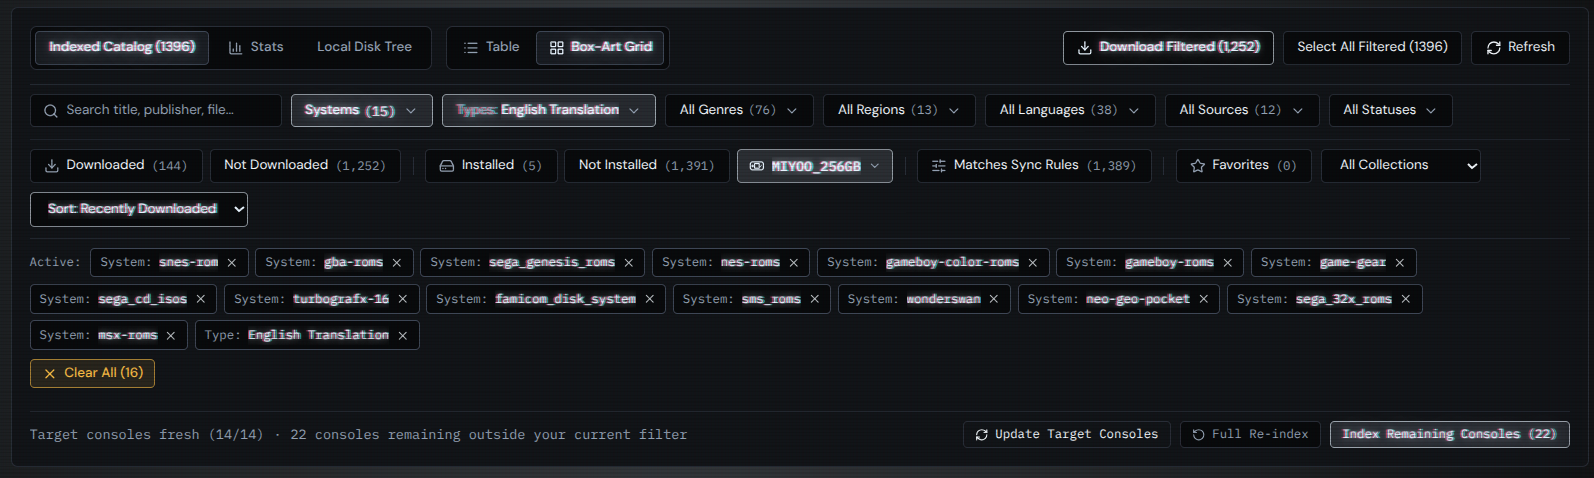 Indexed Catalog (1396) Stats Local Disk Tree Table Box-Art Grid Download Filtered (1,252) Select All Filtered (1396) Refresh
Search title, publisher, file... Systems (15) Types: English Translation All Genres (76) All Regions (13) All Languages (38) All Sources (12) All Statuses
Downloaded (144) Not Downloaded (1,252) Installed (5) Not Installed (1,391) MIYOO_256GB Matches Sync Rules (1,389) Favorites (0) All Collections
Sort: Recently Downloaded
Active: System: snes-rom × System: gba-roms × System: sega_genesis_roms × System: nes-roms × System: gameboy-color-roms × System: gameboy-roms × System: game-gear ×
System: sega_cd_isos × System: turbografx-16 × System: famicom_disk_system × System: sms_roms × System: wonderswan × System: neo-geo-pocket × System: sega_32x_roms ×
System: msx-roms × Type: English Translation ×
× Clear All (16)
Target consoles fresh (14/14) · 22 consoles remaining outside your current filter Update Target Consoles Full Re-index Index Remaining Consoles (22)